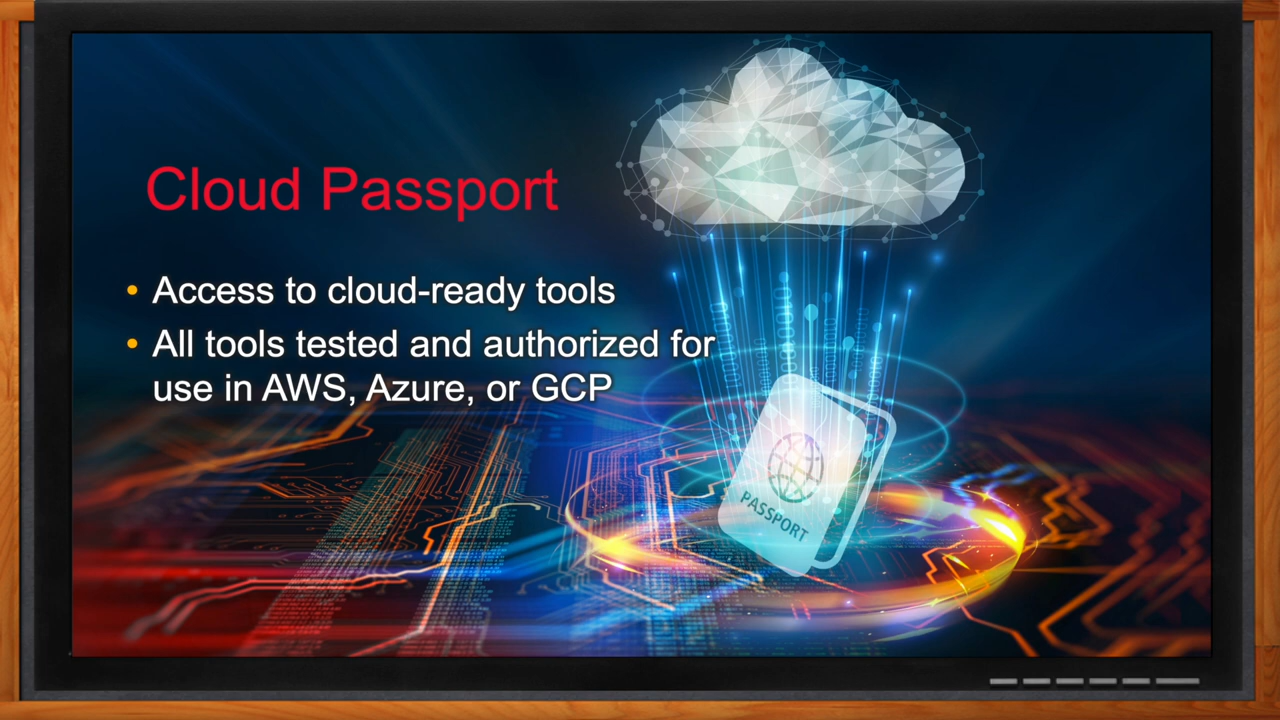 Cloud Passport
• Access to cloud-ready tools
• All tools tested and authorized for
use in AWS, Azure, or GCP
PASSPORT